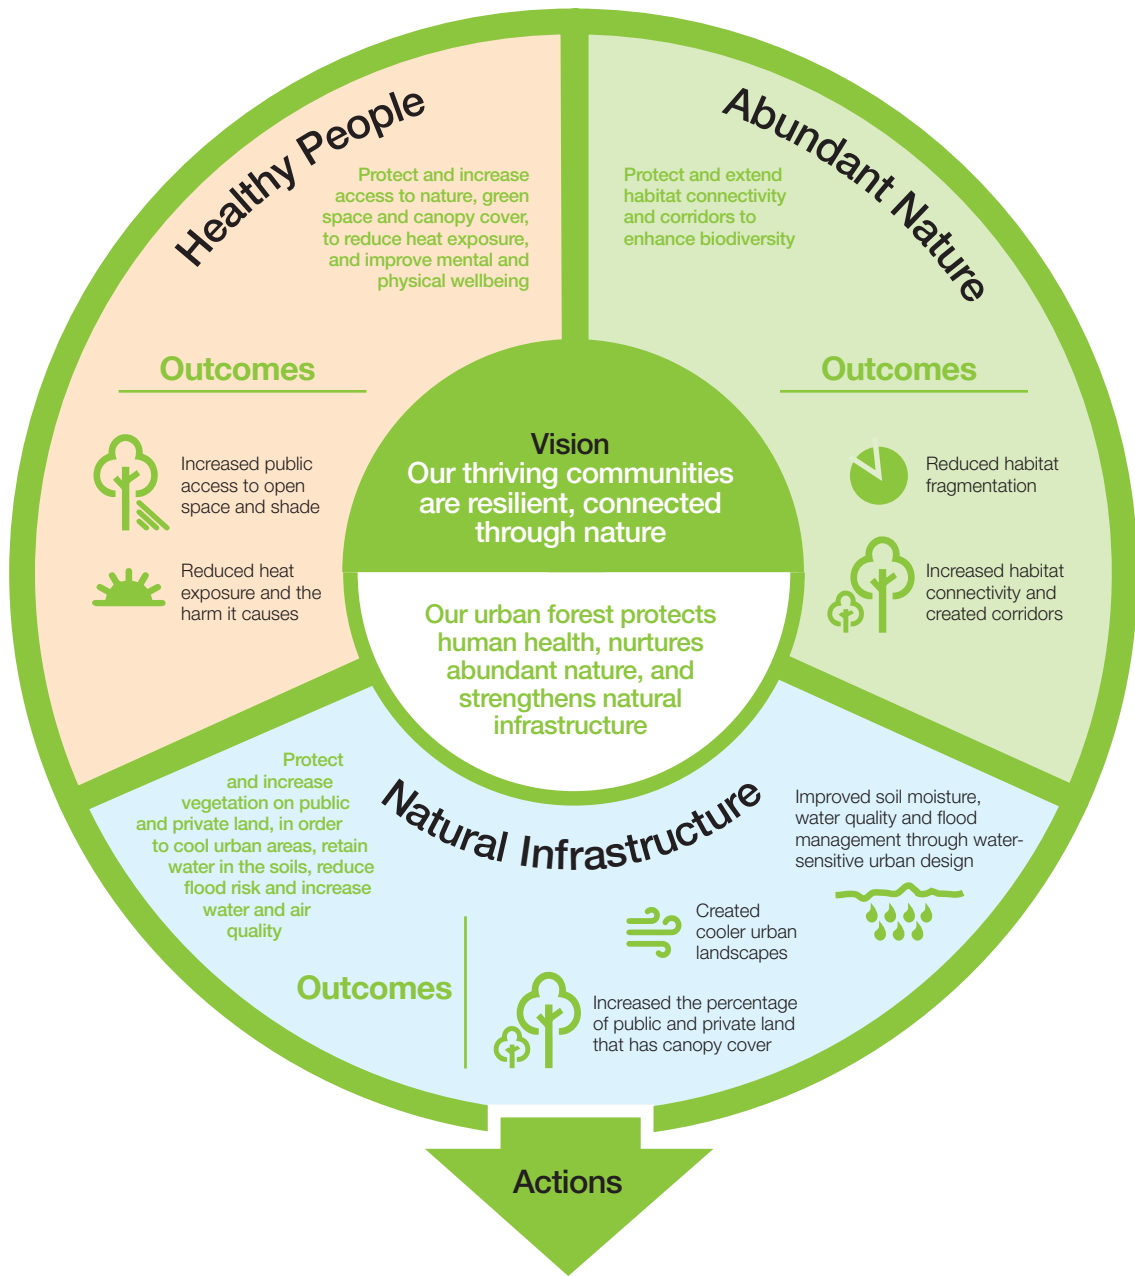 Healthy People
Protect and increase
access to nature, green
space and canopy cover,
to reduce heat exposure,
and improve mental and
physical wellbeing
Outcomes
Increased public
access to open
space and shade
Reduced heat
exposure and the
harm it causes
Abundant Nature
Protect and extend
habitat connectivity
and corridors to
enhance biodiversity
Outcomes
Reduced habitat
fragmentation
Increased habitat
connectivity and
created corridors
Vision
Our thriving communities
are resilient, connected
through nature
Our urban forest protects
human health, nurtures
abundant nature, and
strengthens natural
infrastructure
Natural Infrastructure
Protect
and increase
vegetation on public
and private land, in order
to cool urban areas, retain
water in the soils, reduce
flood risk and increase
water and air
quality
Outcomes
Improved soil moisture,
water quality and flood
management through water-
sensitive urban design
Created
cooler urban
landscapes
Increased the percentage
of public and private land
that has canopy cover
Actions